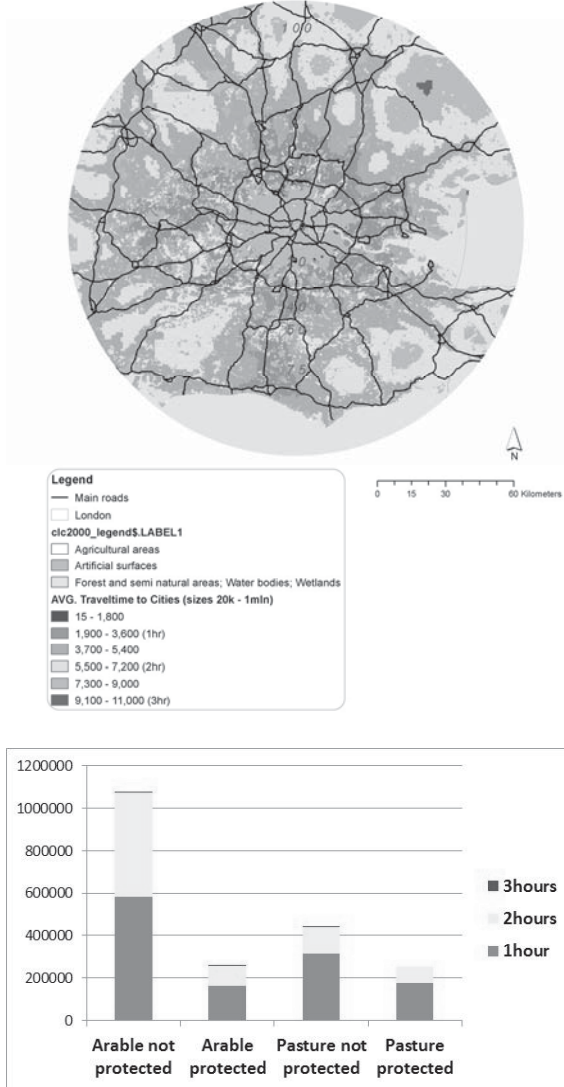 100
N
Legend
Main roads
London
clc2000_legend$.LABEL1
Agricultural areas
Artificial surfaces
Forest and semi natural areas; Water bodies; Wetlands
AVG. Traveltime to Cities (sizes 20k - 1mln)
15 - 1,800
1,900 - 3,600 (1hr)
3,700 - 5,400
5,500 - 7,200 (2hr)
7,300 - 9,000
9,100 - 11,000 (3hr)
0 15 30 60 Kilometers
1200000
1000000
800000
600000
400000
200000
0
3hours
2hours
1hour
Arable not Arable Pasture not Pasture
protected protected protected protected